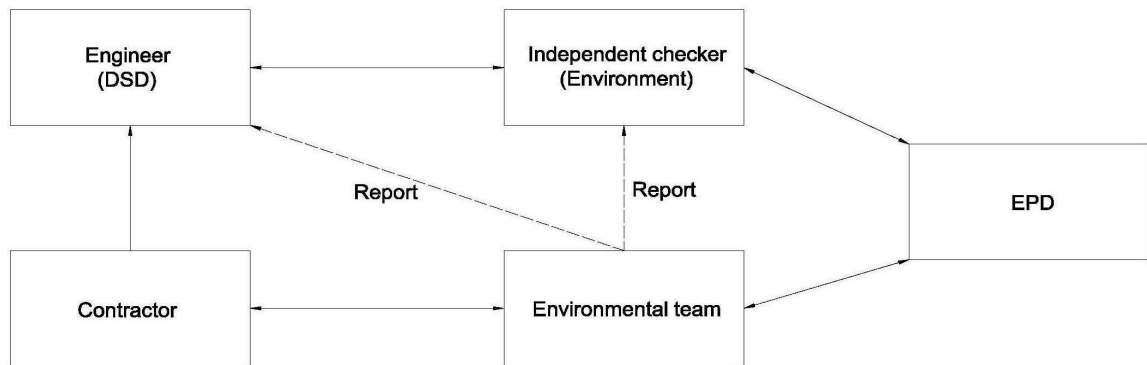 Engineer
(DSD)
Independent checker
(Environment)
Report
Report
EPD
Contractor
Environmental team